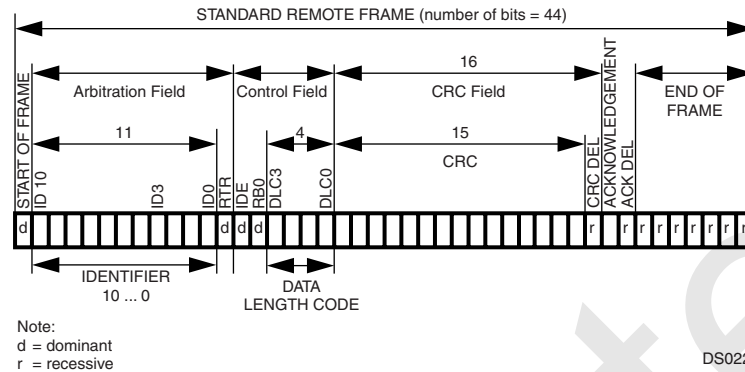 STANDARD REMOTE FRAME (number of bits = 44)
16
Arbitration Field
Control Field
CRC Field
END OF
FRAME
11
4
15
CRC
START OF FRAME
ID 10
ID3
ID0
RTR
IDE
RB0
DLC3
DLC0
CRC DEL
ACKNOWLEDGEMENT
ACK DEL
d d d d r r r r r r r r r
IDENTIFIER
10 ... 0
DATA
LENGTH CODE
Note:
d = dominant
r = recessive
DS022